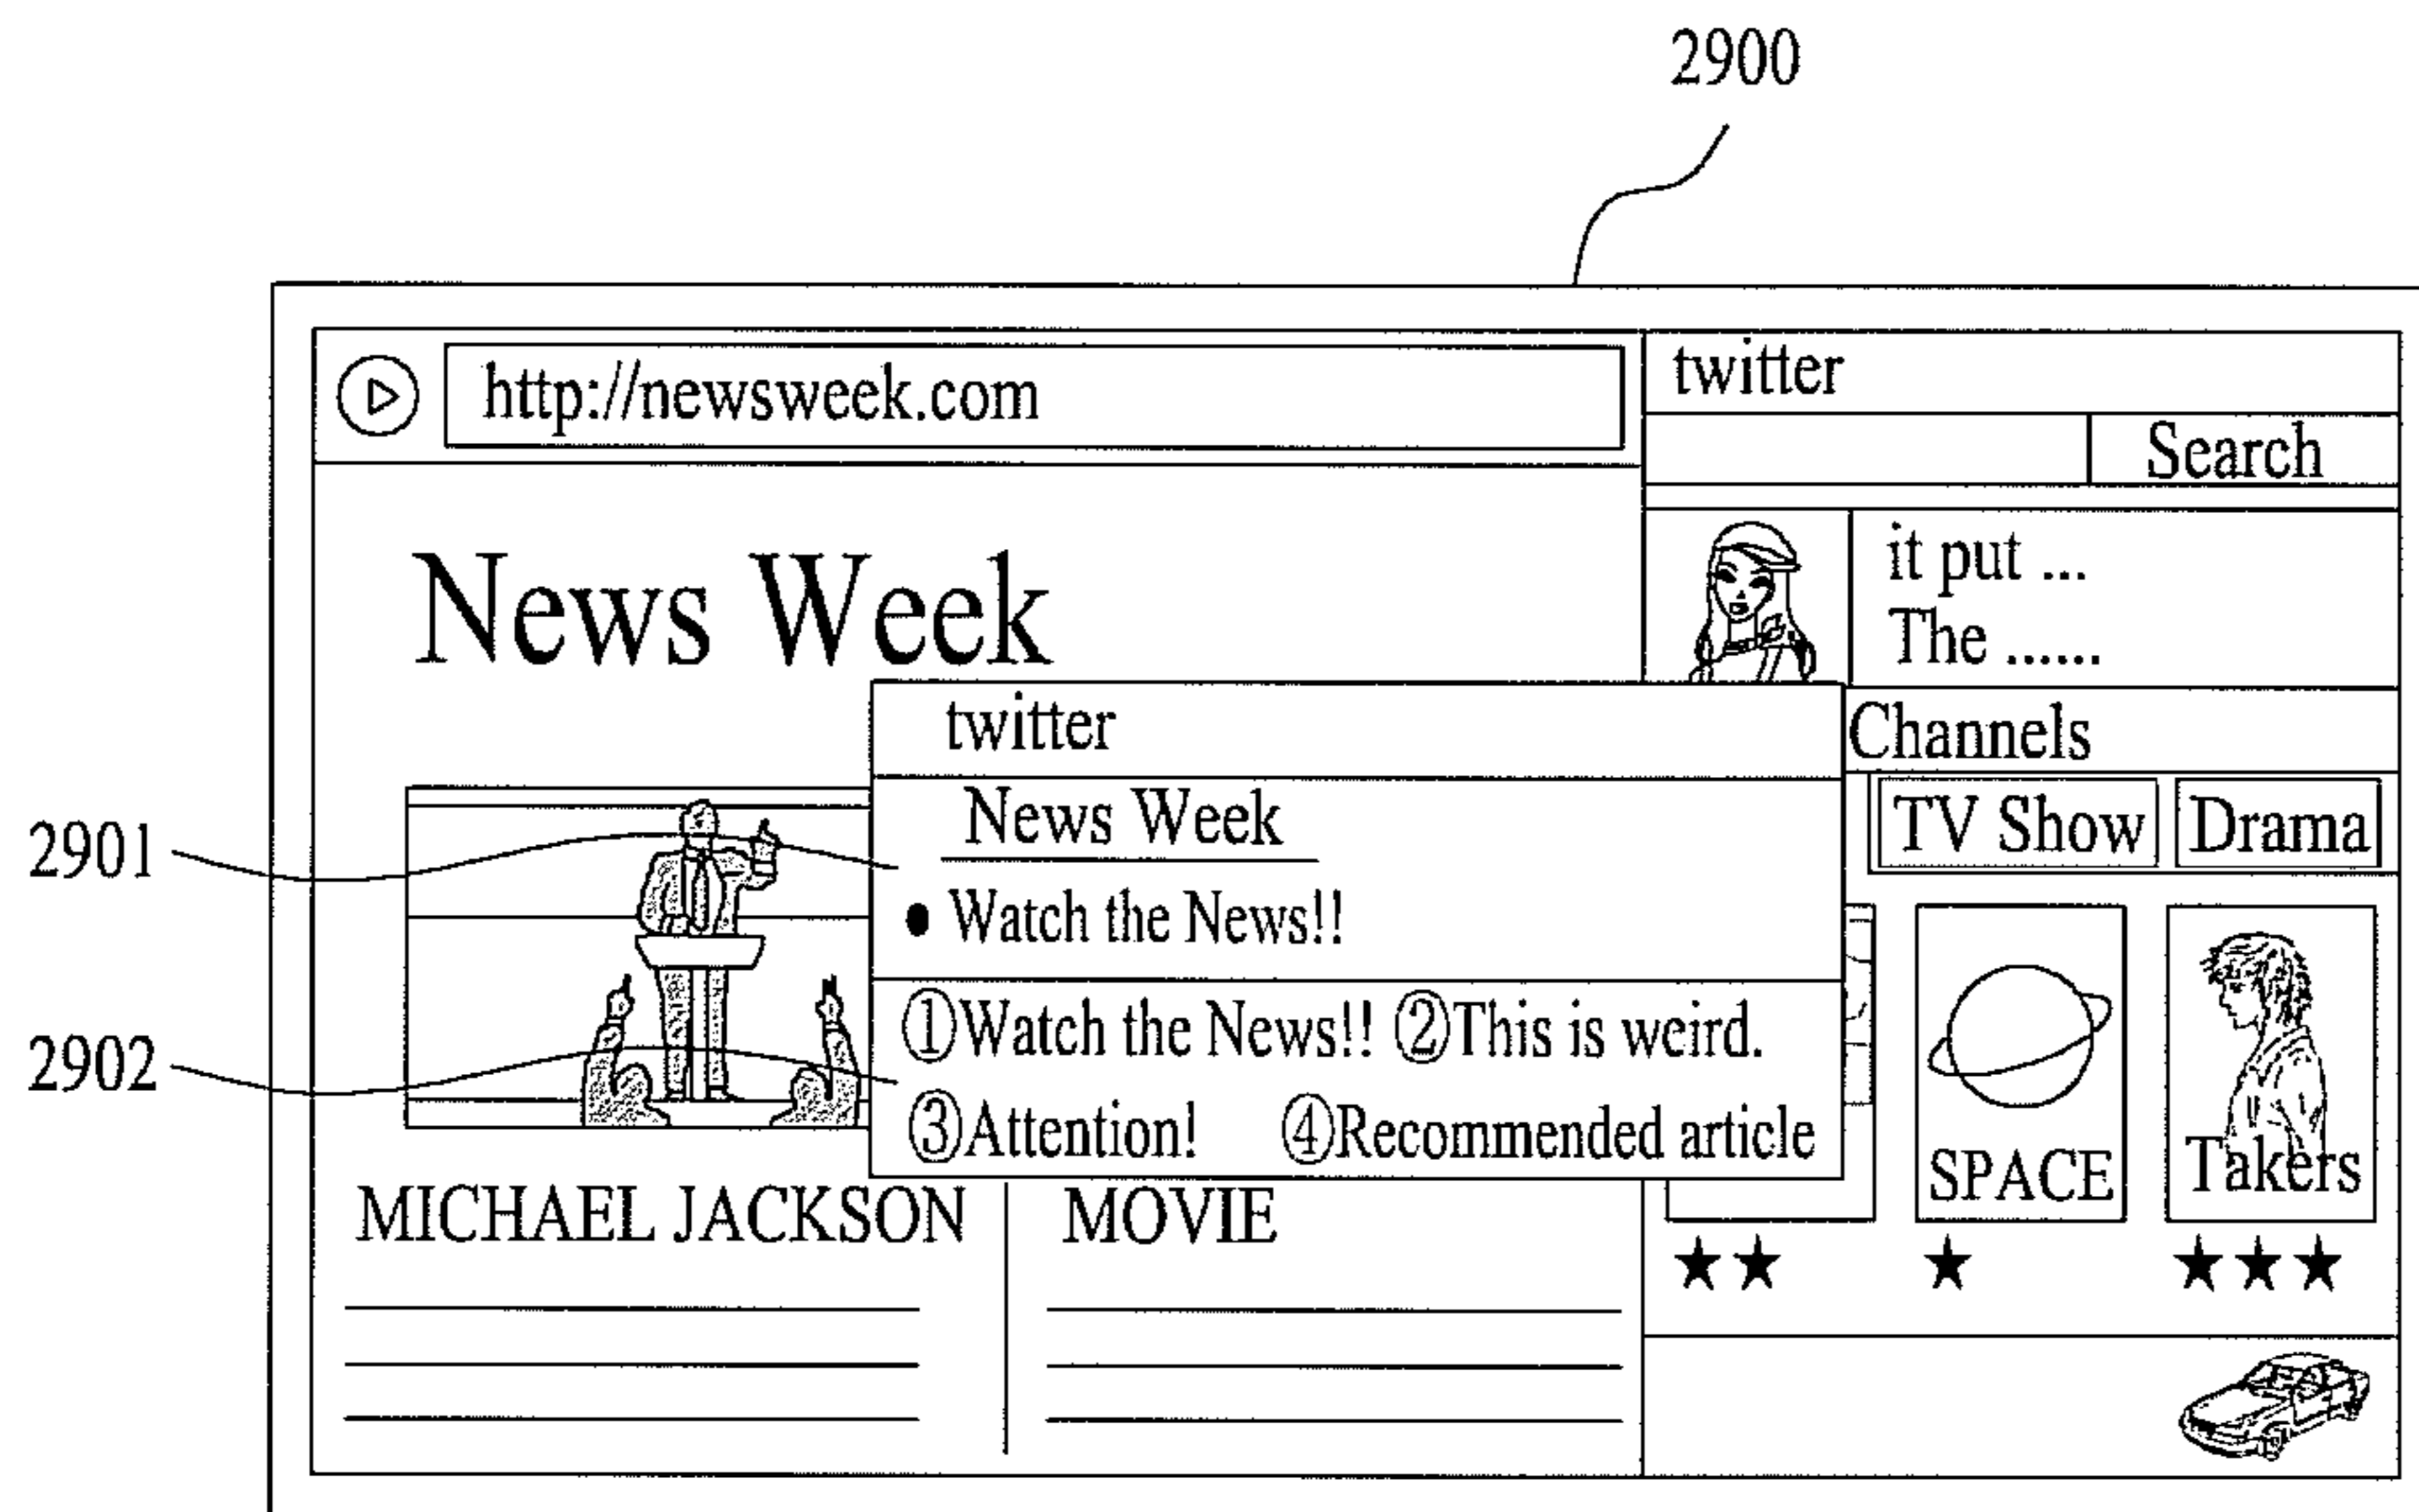 2900
http://newsweek.com
twitter
Search
News Week
it put ...
The ......
twitter
Channels
News Week
TV Show
Drama
2901
● Watch the News!!
①Watch the News!! ②This is weird.
2902
③Attention! ④Recommended article
SPACE
Takers
MICHAEL JACKSON
MOVIE